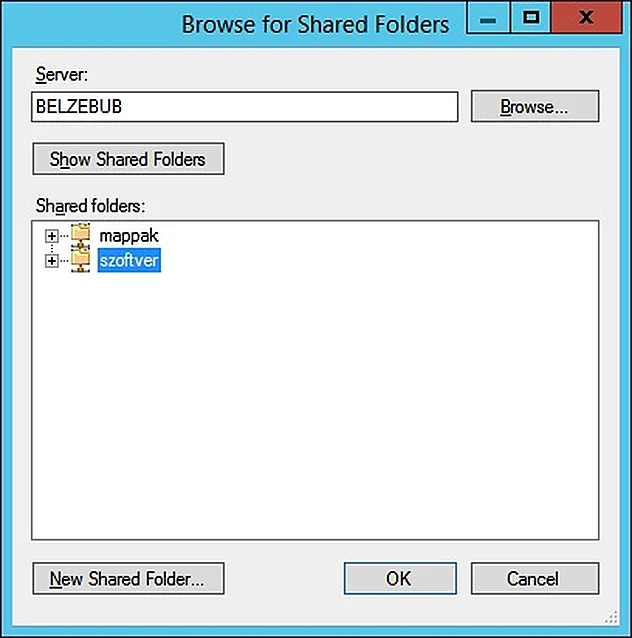 Browse for Shared Folders
Server:
BELZEBUB
Browse...
Show Shared Folders
Shared folders:
mappak
szoftver
New Shared Folder...
OK
Cancel